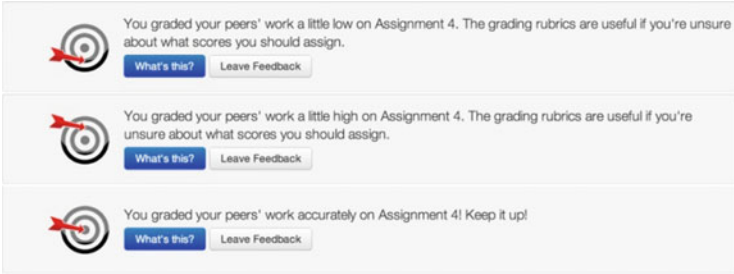 You graded your peers' work a little low on Assignment 4. The grading rubrics are useful if you're unsure
about what scores you should assign.
What's this? Leave Feedback
You graded your peers' work a little high on Assignment 4. The grading rubrics are useful if you're
unsure about what scores you should assign.
What's this? Leave Feedback
You graded your peers' work accurately on Assignment 4! Keep it up!
What's this? Leave Feedback